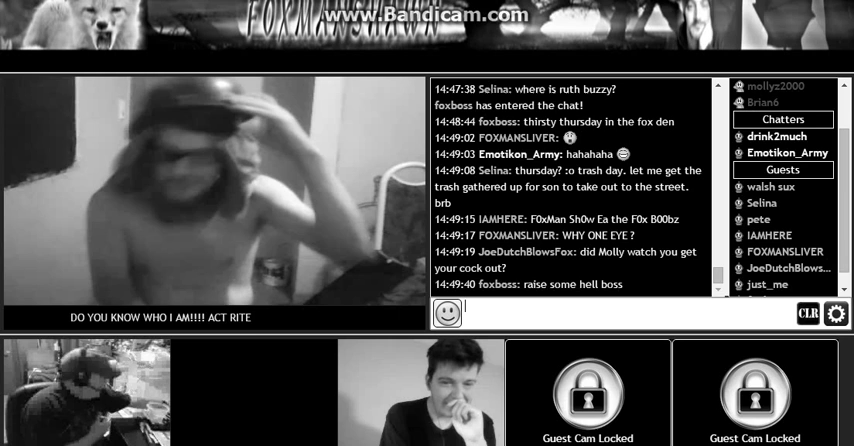 www.Bandicam.com
FOXMANSHAWN
14:47:38 Selina: where is ruth buzzy?
foxboss has entered the chat!
14:48:44 foxboss: thirsty thursday in the fox den
14:49:02 FOXMANSLIVER:
14:49:03 Emotikon_Army: hahahaha
14:49:08 Selina: thursday? :o trash day. let me get the
trash gathered up for son to take out to the street.
brb
14:49:15 IAMHERE: F0xMan Sh0w Ea the F0x B00bz
14:49:17 FOXMANSLIVER: WHY ONE EYE ?
14:49:19 JoeDutchBlowsFox: did Molly watch you get
your cock out?
14:49:40 foxboss: raise some hell boss
mollyz2000
Brian6
Chatters
drink2much
Emotikon_Army
Guests
walsh sux
Selina
pete
IAMHERE
FOXMANSLIVER
JoeDutchBlows...
just_me
CLR
DO YOU KNOW WHO I AM!!!! ACT RITE
Guest Cam Locked
Guest Cam Locked